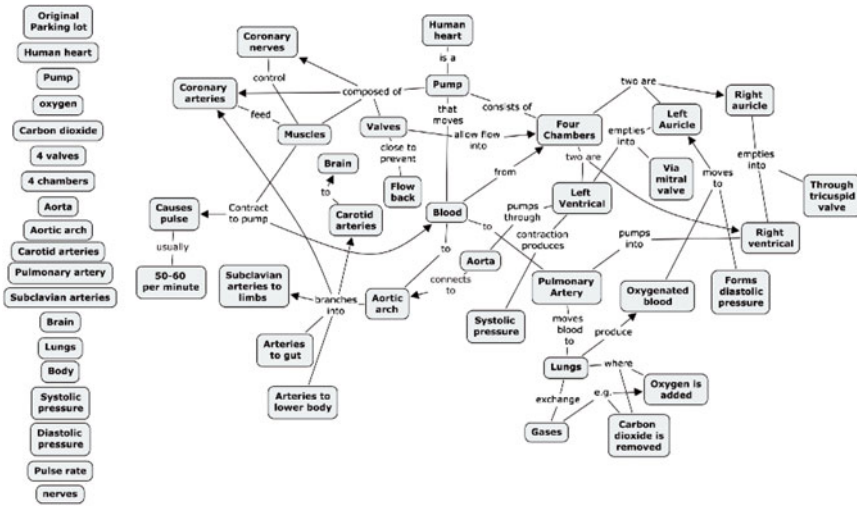 Original
Parking lot
Human heart
Pump
oxygen
Carbon dioxide
4 valves
4 chambers
Aorta
Aortic arch
Carotid arteries
Pulmonary artery
Subclavian arteries
Brain
Lungs
Body
Systolic
pressure
Diastolic
pressure
Pulse rate
nerves
Human
heart
is a
Pump
Coronary
nerves
control
Coronary
arteries
feed
Muscles
composed of
Valves
that
moves
consists of
Four
Chambers
allow flow
into
close to
prevent
Flow
back
two are
Right
auricle
Left
Auricle
empties
into
Via
mitral
valve
moves
to
empties
into
Through
tricuspid
valve
two are
Left
Ventrical
from
Brain
to
Carotid
arteries
Contract
to pump
Causes
pulse
usually
50-60
per minute
Blood
to
to
pumps
through
contraction
produces
Aorta
connects
to
Aortic
arch
branches
into
Subclavian
arteries to
limbs
Arteries
to gut
Arteries to
lower body
Systolic
pressure
Pulmonary
Artery
pumps
into
Right
ventrical
Oxygenated
blood
Forms
diastolic
pressure
moves
blood
to
produce
Lungs
where
Oxygen is
added
exchange
e.g.
Gases
Carbon
dioxide is
removed